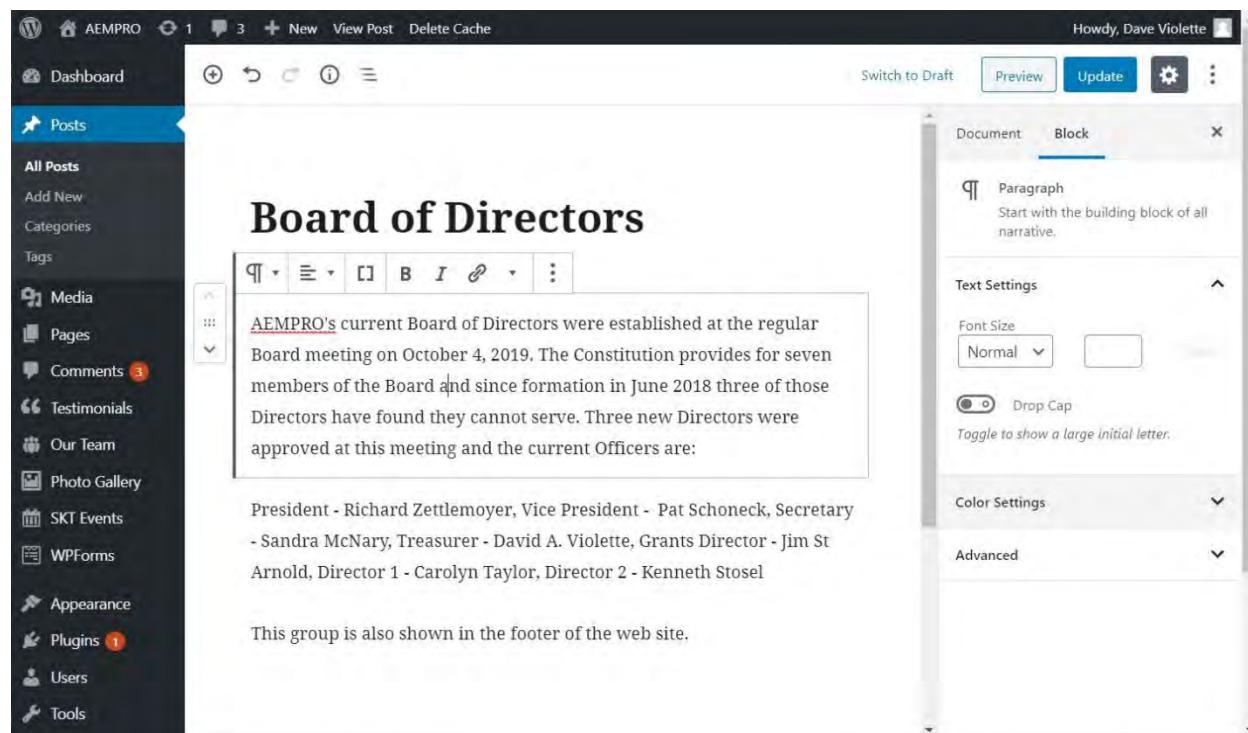 AEMPRO 1 3 + New View Post Delete Cache Howdy, Dave Violette
Dashboard
Switch to Draft Preview Update
Posts
All Posts
Add New
Categories
Tags
Media
Pages
Comments 3
Testimonials
Our Team
Photo Gallery
SKT Events
WPForms
Appearance
Plugins 1
Users
Tools
Board of Directors
B I
AEMPRO's current Board of Directors were established at the regular
Board meeting on October 4, 2019. The Constitution provides for seven
members of the Board and since formation in June 2018 three of those
Directors have found they cannot serve. Three new Directors were
approved at this meeting and the current Officers are:
President - Richard Zettlemoyer, Vice President - Pat Schoneck, Secretary
- Sandra McNary, Treasurer - David A. Violette, Grants Director - Jim St
Arnold, Director 1 - Carolyn Taylor, Director 2 - Kenneth Stosel
This group is also shown in the footer of the web site.
Document Block
Paragraph
Start with the building block of all
narrative.
Text Settings
Font Size
Normal
Drop Cap
Toggle to show a large initial letter.
Color Settings
Advanced